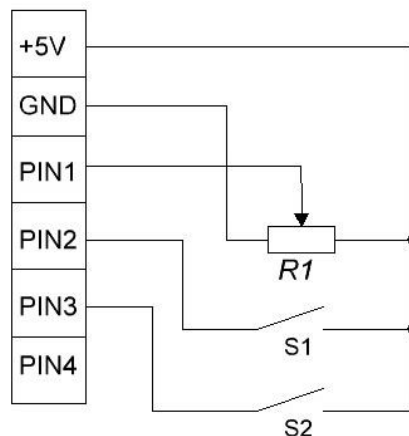 +5V
GND
PIN1
PIN2
PIN3
PIN4
R1
S1
S2